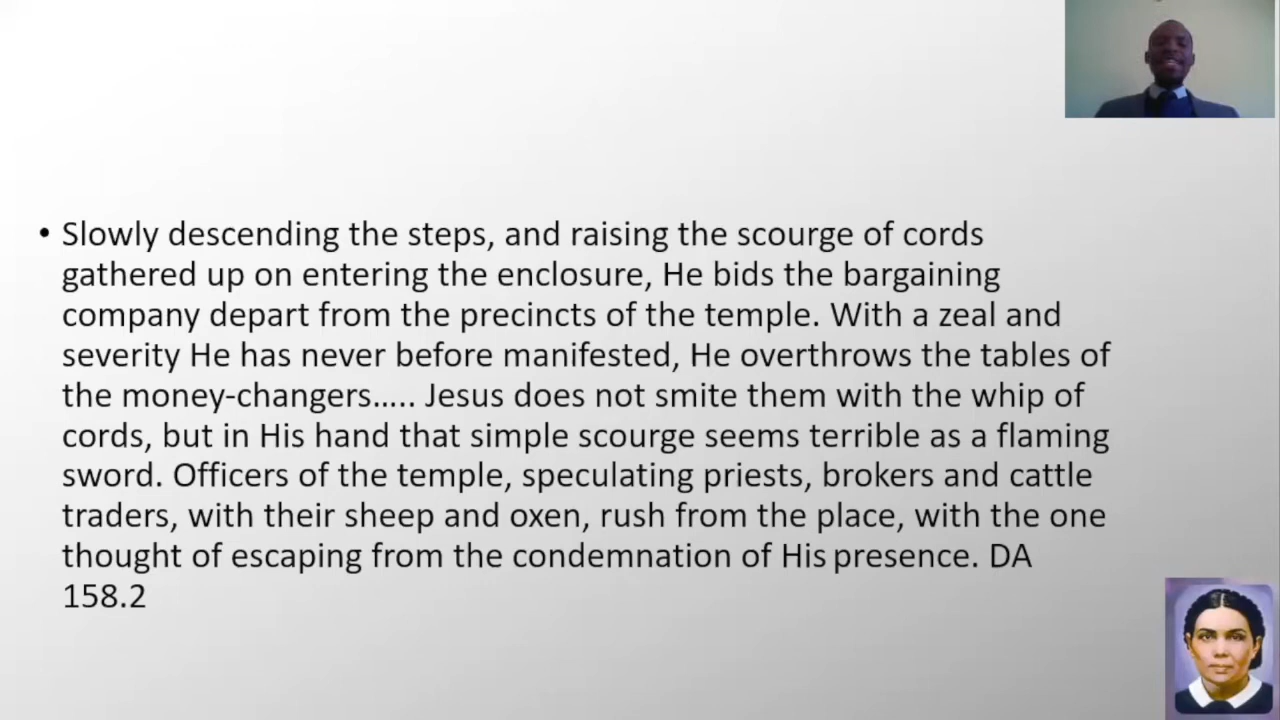 • Slowly descending the steps, and raising the scourge of cords
gathered up on entering the enclosure, He bids the bargaining
company depart from the precincts of the temple. With a zeal and
severity He has never before manifested, He overthrows the tables of
the money-changers….. Jesus does not smite them with the whip of
cords, but in His hand that simple scourge seems terrible as a flaming
sword. Officers of the temple, speculating priests, brokers and cattle
traders, with their sheep and oxen, rush from the place, with the one
thought of escaping from the condemnation of His presence. DA
158.2